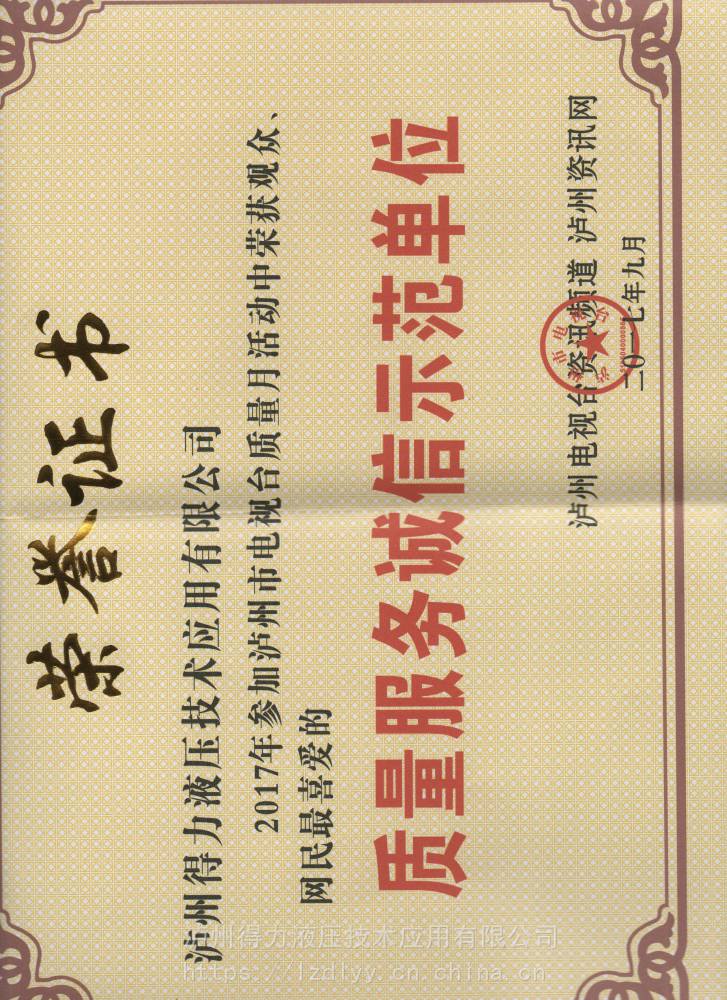 荣誉证书
泸州得力液压技术应用有限公司
2017年参加泸州市电视台质量月活动中荣获观众、
网民最喜爱的
质量服务诚信示范单位
泸州电视台资讯频道 泸州资讯网
二〇一七年九月
泸州得力液压技术应用有限公司
https://lzdlyy.cn.china.cn